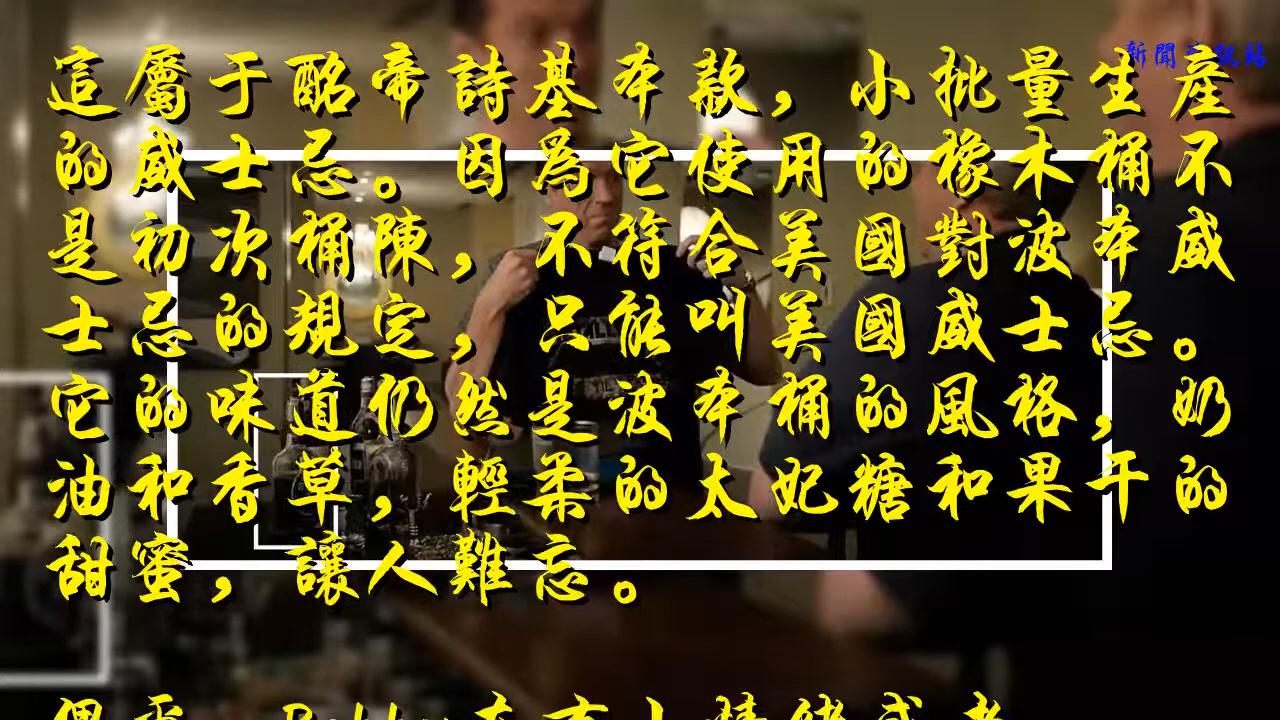 新聞
這屬于酩帝詩基本款，小批量生産
的威士忌。因爲它使用的橡木桶不
是初次桶陳，不符合美國對波本威
士忌的規定，只能叫美國威士忌。
它的味道仍然是波本桶的風格，奶
油和香草，輕柔的太妃糖和果干的
甜蜜，讓人難忘。